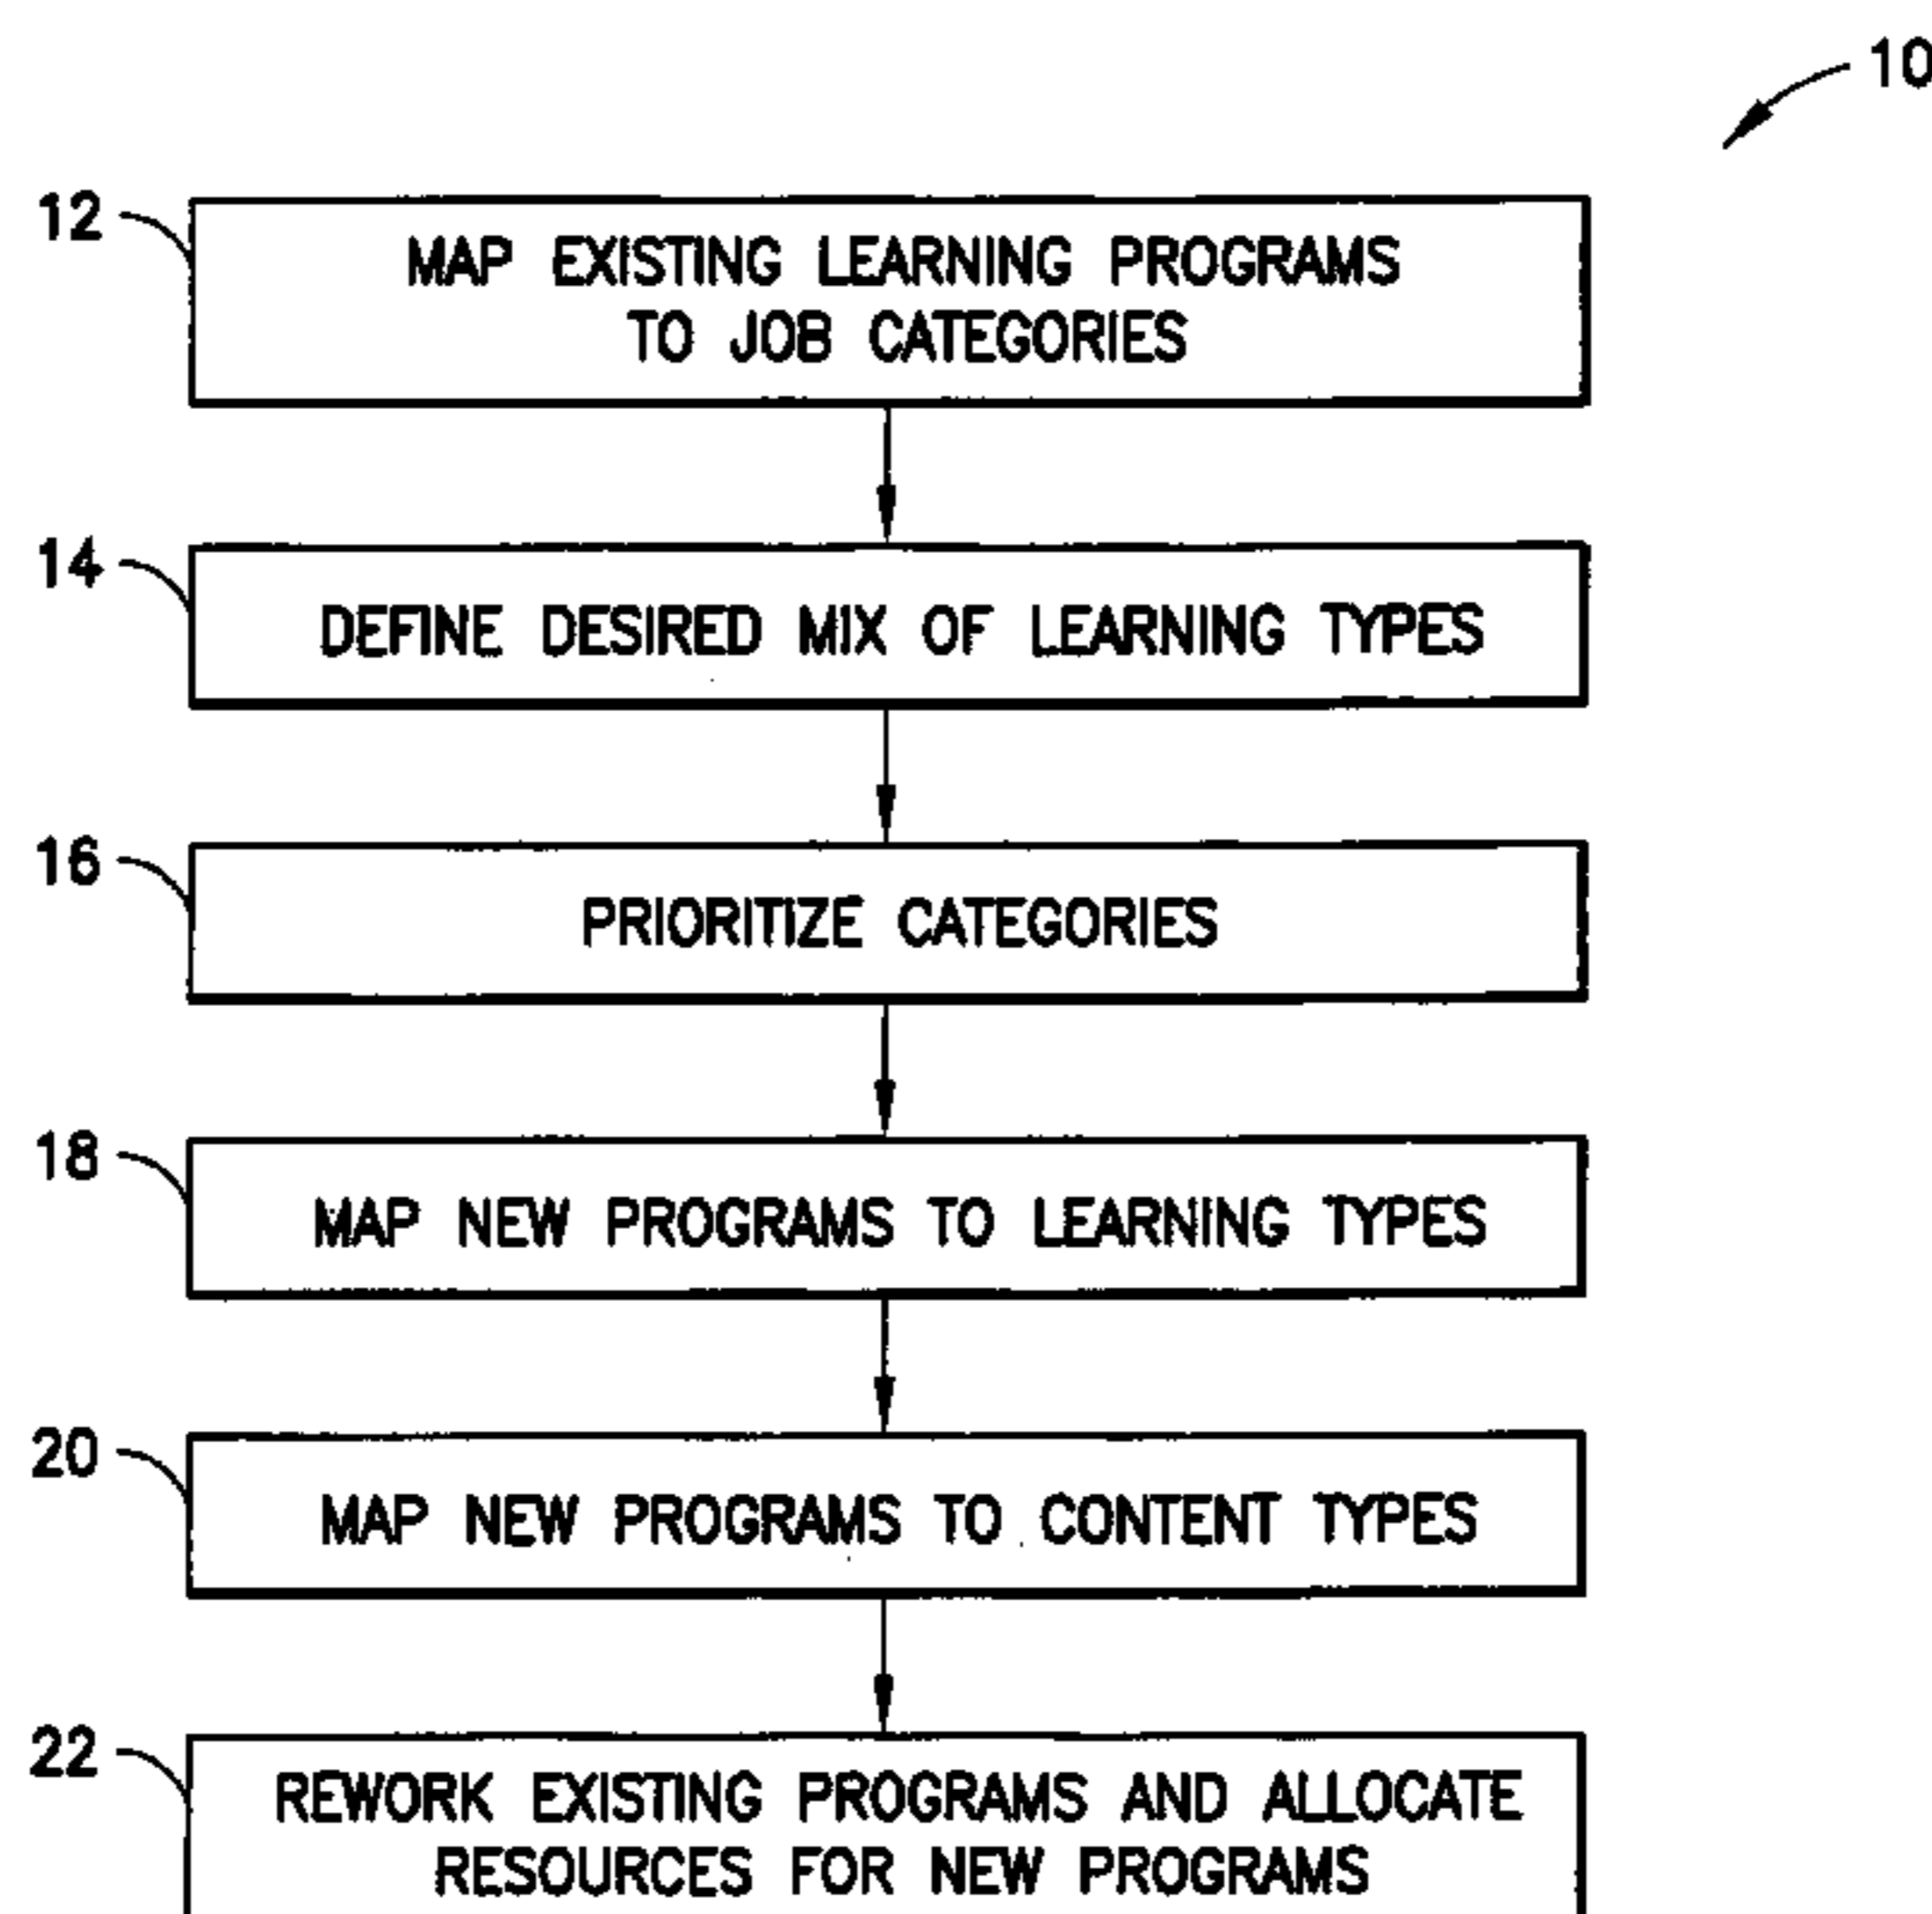 10
12
MAP EXISTING LEARNING PROGRAMS
TO JOB CATEGORIES
14
DEFINE DESIRED MIX OF LEARNING TYPES
16
PRIORITIZE CATEGORIES
18
MAP NEW PROGRAMS TO LEARNING TYPES
20
MAP NEW PROGRAMS TO CONTENT TYPES
22
REWORK EXISTING PROGRAMS AND ALLOCATE
RESOURCES FOR NEW PROGRAMS